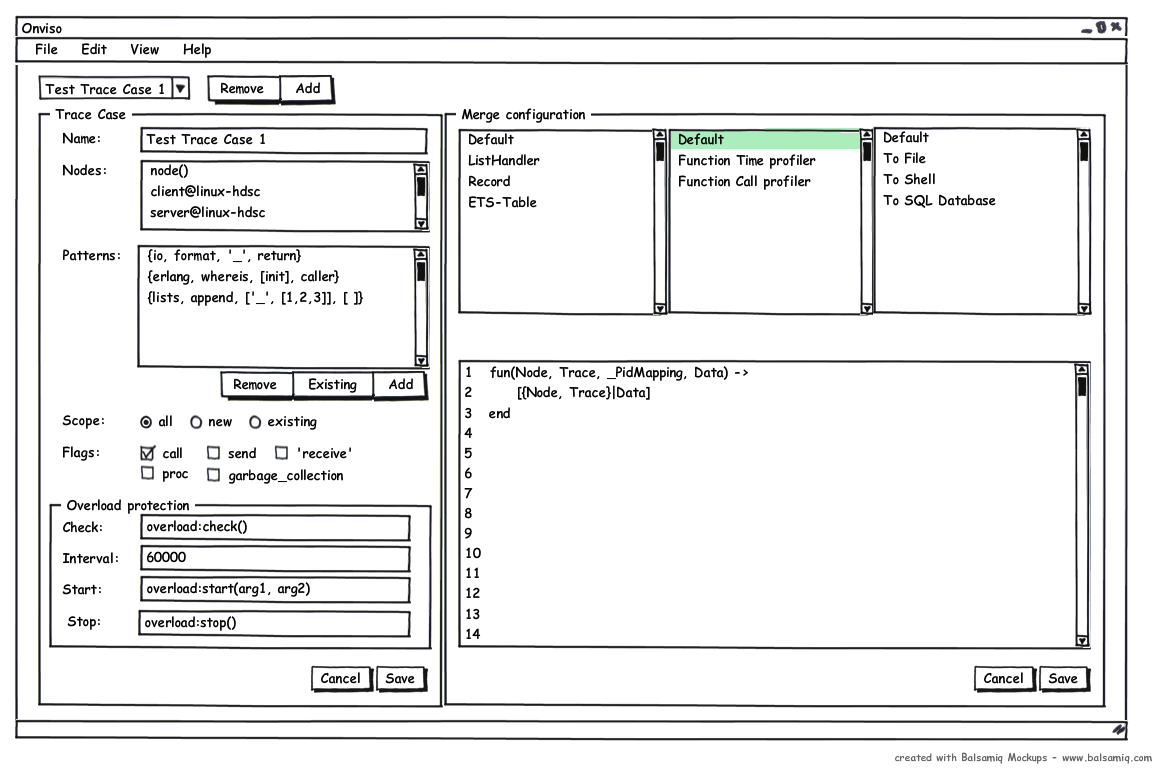 Onviso
File Edit View Help
Test Trace Case 1 Remove Add
Trace Case
Name: Test Trace Case 1
Nodes: node()
client@linux-hdsc
server@linux-hdsc
Patterns: {io, format, '_', return}
{erlang, whereis, [init], caller}
{lists, append, ['_', [1,2,3]], [ ]}
Remove Existing Add
Scope: all new existing
Flags: call send 'receive'
proc garbage_collection
Overload protection
Check: overload:check()
Interval: 60000
Start: overload:start(arg1, arg2)
Stop: overload:stop()
Cancel Save
Merge configuration
Default
ListHandler
Record
ETS-Table
Default
Function Time profiler
Function Call profiler
Default
To File
To Shell
To SQL Database
1 fun(Node, Trace, _PidMapping, Data) ->
2 [{Node, Trace}|Data]
3 end
4
5
6
7
8
9
10
11
12
13
14
Cancel Save
created with Balsamiq Mockups - www.balsamiq.com